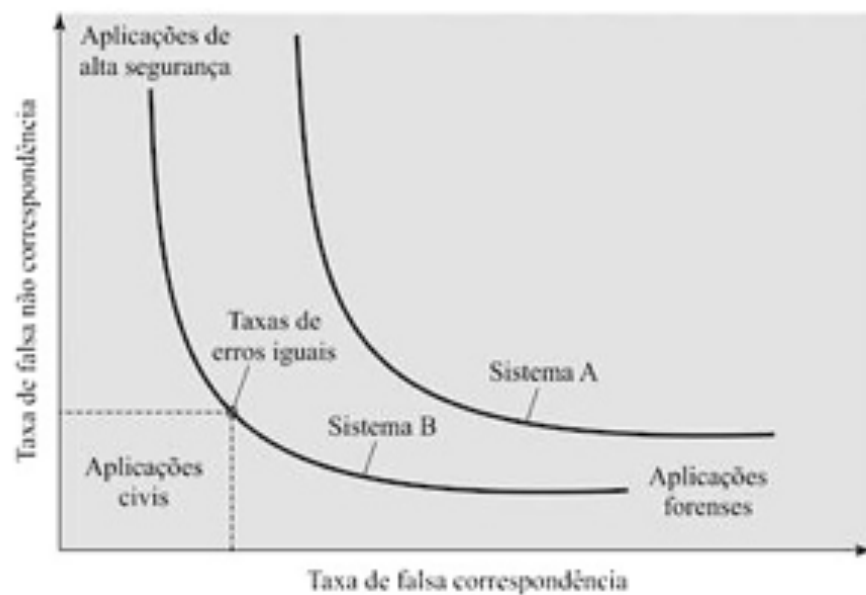 Aplicações de
alta segurança
Taxa de falsa não correspondência
Taxas de
erros iguais
Sistema A
Sistema B
Aplicações
civis
Aplicações
forenses
Taxa de falsa correspondência